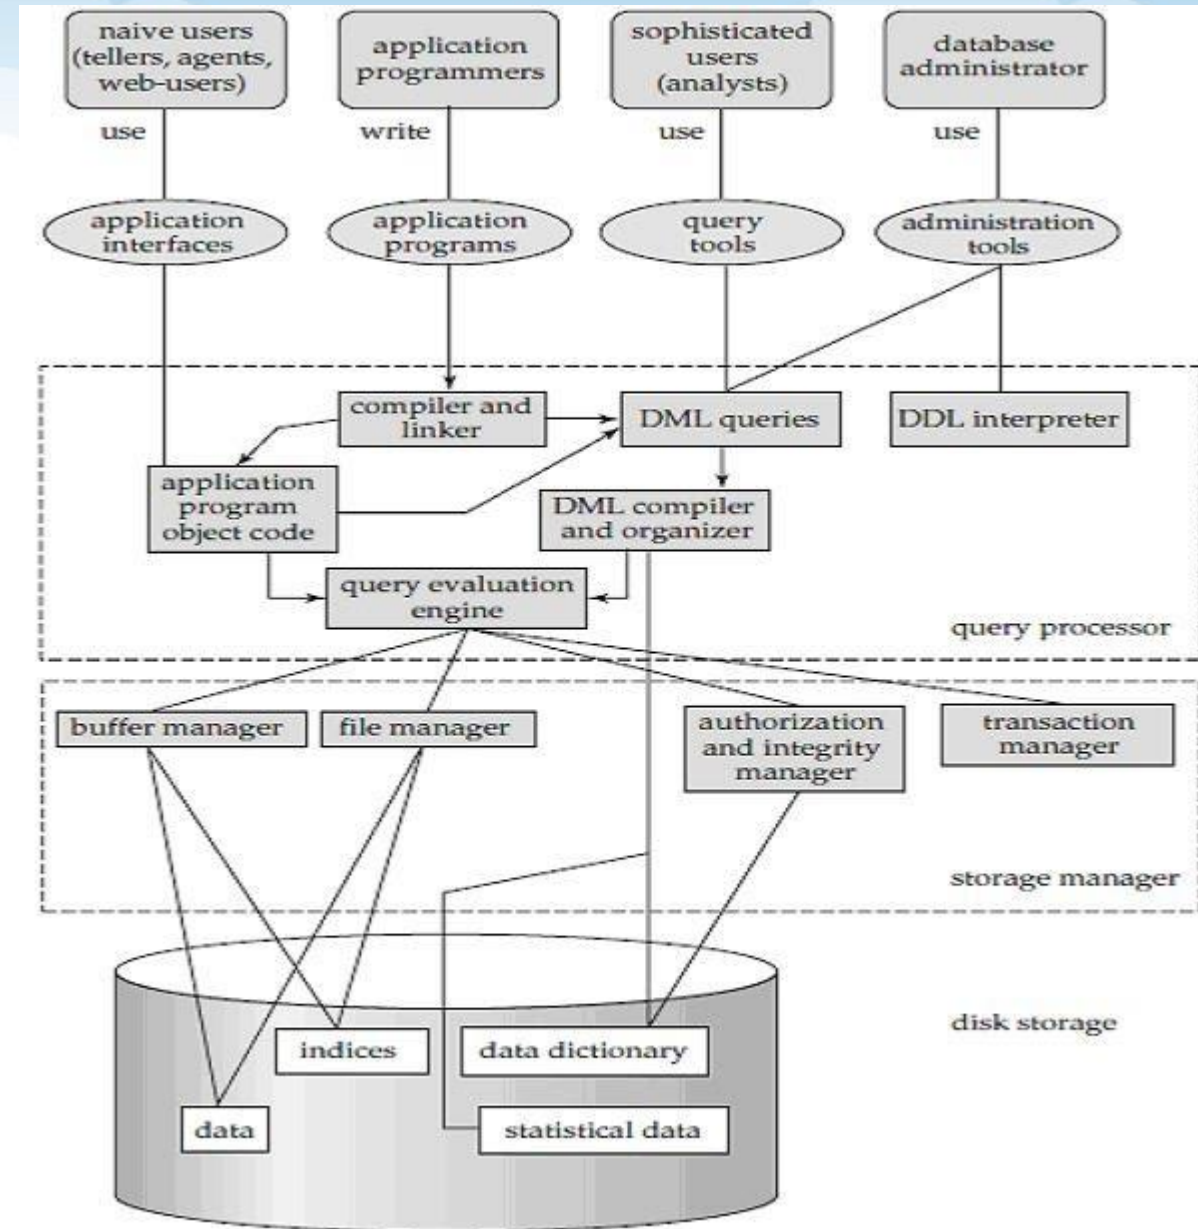 naive users
(tellers, agents,
web-users)
application
programmers
sophisticated
users
(analysts)
database
administrator
use
write
use
use
application
interfaces
application
programs
query
tools
administration
tools
compiler and
linker
DML queries
DDL interpreter
application
program
object code
DML compiler
and organizer
query evaluation
engine
query processor
buffer manager
file manager
authorization
and integrity
manager
transaction
manager
storage manager
disk storage
indices
data dictionary
data
statistical data